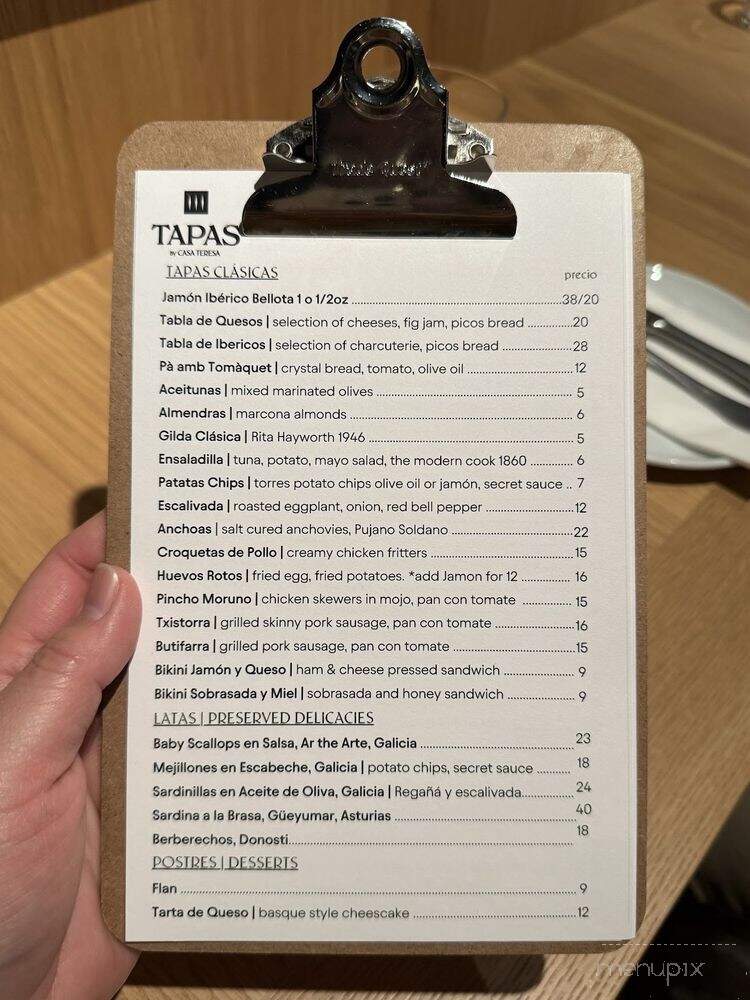 TAPAS
BY CASA TERESA
TAPAS CLÁSICAS precio
Jamón Ibérico Bellota 1 o 1/2oz ........ 38/20
Tabla de Quesos | selection of cheeses, fig jam, picos bread ........ 20
Tabla de Ibericos | selection of charcuterie, picos bread ........ 28
Pà amb Tomàquet | crystal bread, tomato, olive oil ........ 12
Aceitunas | mixed marinated olives ........ 5
Almendras | marcona almonds ........ 6
Gilda Clásica | Rita Hayworth 1946 ........ 5
Ensaladilla | tuna, potato, mayo salad, the modern cook 1860 ........ 6
Patatas Chips | torres potato chips olive oil or jamón, secret sauce .. 7
Escalivada | roasted eggplant, onion, red bell pepper ........ 12
Anchoas | salt cured anchovies, Pujano Soldano ........ 22
Croquetas de Pollo | creamy chicken fritters ........ 15
Huevos Rotos | fried egg, fried potatoes. *add Jamon for 12 ........ 16
Pincho Moruno | chicken skewers in mojo, pan con tomate ........ 15
Txistorra | grilled skinny pork sausage, pan con tomate ........ 16
Butifarra | grilled pork sausage, pan con tomate ........ 15
Bikini Jamón y Queso | ham & cheese pressed sandwich ........ 9
Bikini Sobrasada y Miel | sobrasada and honey sandwich ........ 9
LATAS | PRESERVED DELICACIES
Baby Scallops en Salsa, Ar the Arte, Galicia ........ 23
Mejillones en Escabeche, Galicia | potato chips, secret sauce ........ 18
Sardinillas en Aceite de Oliva, Galicia | Regañá y escalivada........ 24
Sardina a la Brasa, Güeyumar, Asturias ........ 40
Berberechos, Donosti........ 18
POSTRES | DESSERTS
Flan ........ 9
Tarta de Queso | basque style cheescake ........ 12
menupix